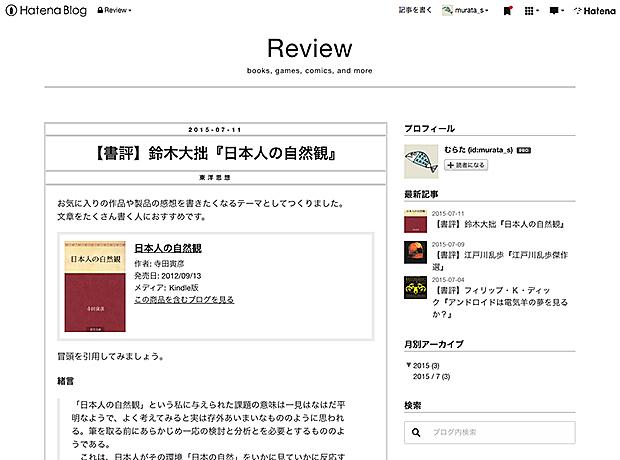 Hatena Blog
Review
記事を書く
murata_s
Hatena
Review
books, games, comics, and more
2015-07-11
【書評】鈴木大拙『日本人の自然観』
東洋思想
お気に入りの作品や製品の感想を書きたくなるテーマとしてつくりました。
文章をたくさん書く人におすすめです。
日本人の自然観
寺田寅彦
日本人の自然観
作者: 寺田寅彦
発売日: 2012/09/13
メディア: Kindle版
この商品を含むブログを見る
冒頭を引用してみましょう。
緒言
「日本人の自然観」という私に与えられた課題の意味は一見はなはだ平
明なようで、よく考えてみると実は存外あいまいなもののように思われ
る。筆を取る前にあらかじめ一応の検討と分析とを必要とするもののよ
うである。
これは、日本人がその環境「日本の自然」をいかに見ていかに反応す
プロフィール
むらた (id:murata_s) PRO
読者になる
最新記事
2015-07-11
【書評】鈴木大拙『日本人の自然観』
2015-07-09
【書評】江戸川乱歩『江戸川乱歩傑作
選』
2015-07-04
【書評】フィリップ・K・ディッ
ク『アンドロイドは電気羊の夢を見る
か？』
月別アーカイブ
▼ 2015 (3)
2015 / 7 (3)
検索
ブログ内検索